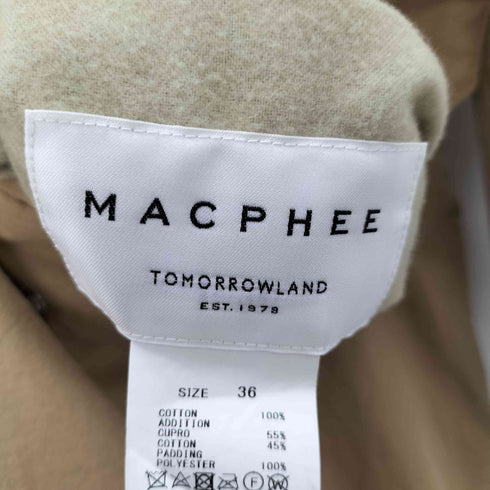 MACPHEE
TOMORROWLAND
EST. 1978
SIZE 36
COTTON 100%
ADDITION
CUPRO 55%
COTTON 45%
PADDING
POLYESTER 100%